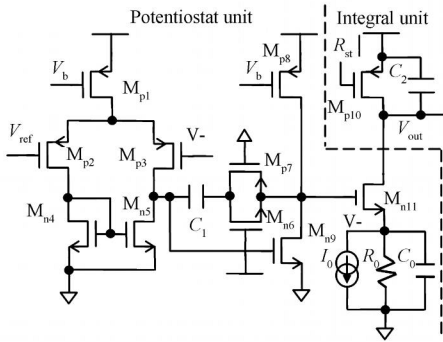 Potentiostat unit
Integral unit
V_b
M_p1
V_b
M_p8
R_st
M_p10
C_2
V_out
V_ref
M_p2
M_p3
V-
M_n4
M_n5
C_1
M_p7
M_n6
M_n9
M_n11
V-
I_0
R_0
C_0